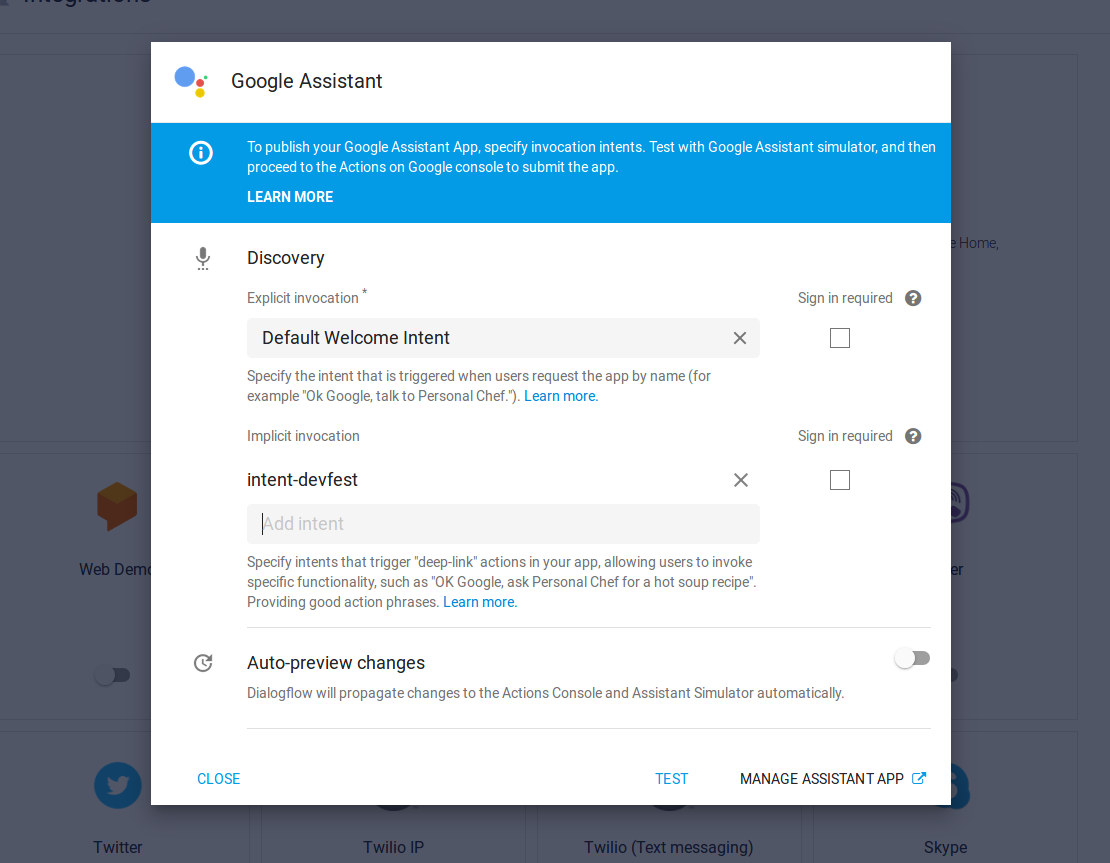 Integrations
Google Assistant
To publish your Google Assistant App, specify invocation intents. Test with Google Assistant simulator, and then
proceed to the Actions on Google console to submit the app.
LEARN MORE
Discovery
Explicit invocation *
Sign in required
Default Welcome Intent
Specify the intent that is triggered when users request the app by name (for
example "Ok Google, talk to Personal Chef."). Learn more.
Implicit invocation
Sign in required
intent-devfest
Add intent
Specify intents that trigger "deep-link" actions in your app, allowing users to invoke
specific functionality, such as "OK Google, ask Personal Chef for a hot soup recipe".
Providing good action phrases. Learn more.
Auto-preview changes
Dialogflow will propagate changes to the Actions Console and Assistant Simulator automatically.
CLOSE
TEST
MANAGE ASSISTANT APP
e Home,
Web Demo
er
Twitter
Twilio IP
Twilio (Text messaging)
Skype